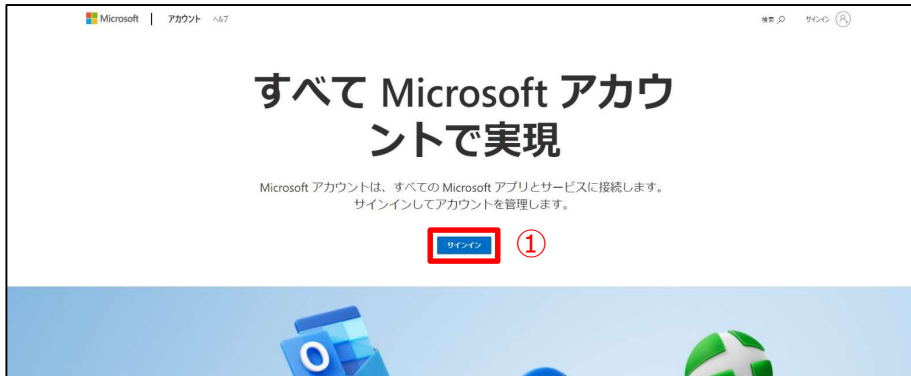 Microsoft | アカウント ヘルプ 検索 サインイン
すべて Microsoft アカウ
ントで実現
Microsoft アカウントは、すべての Microsoft アプリとサービスに接続します。
サインインしてアカウントを管理します。
サインイン ①
O